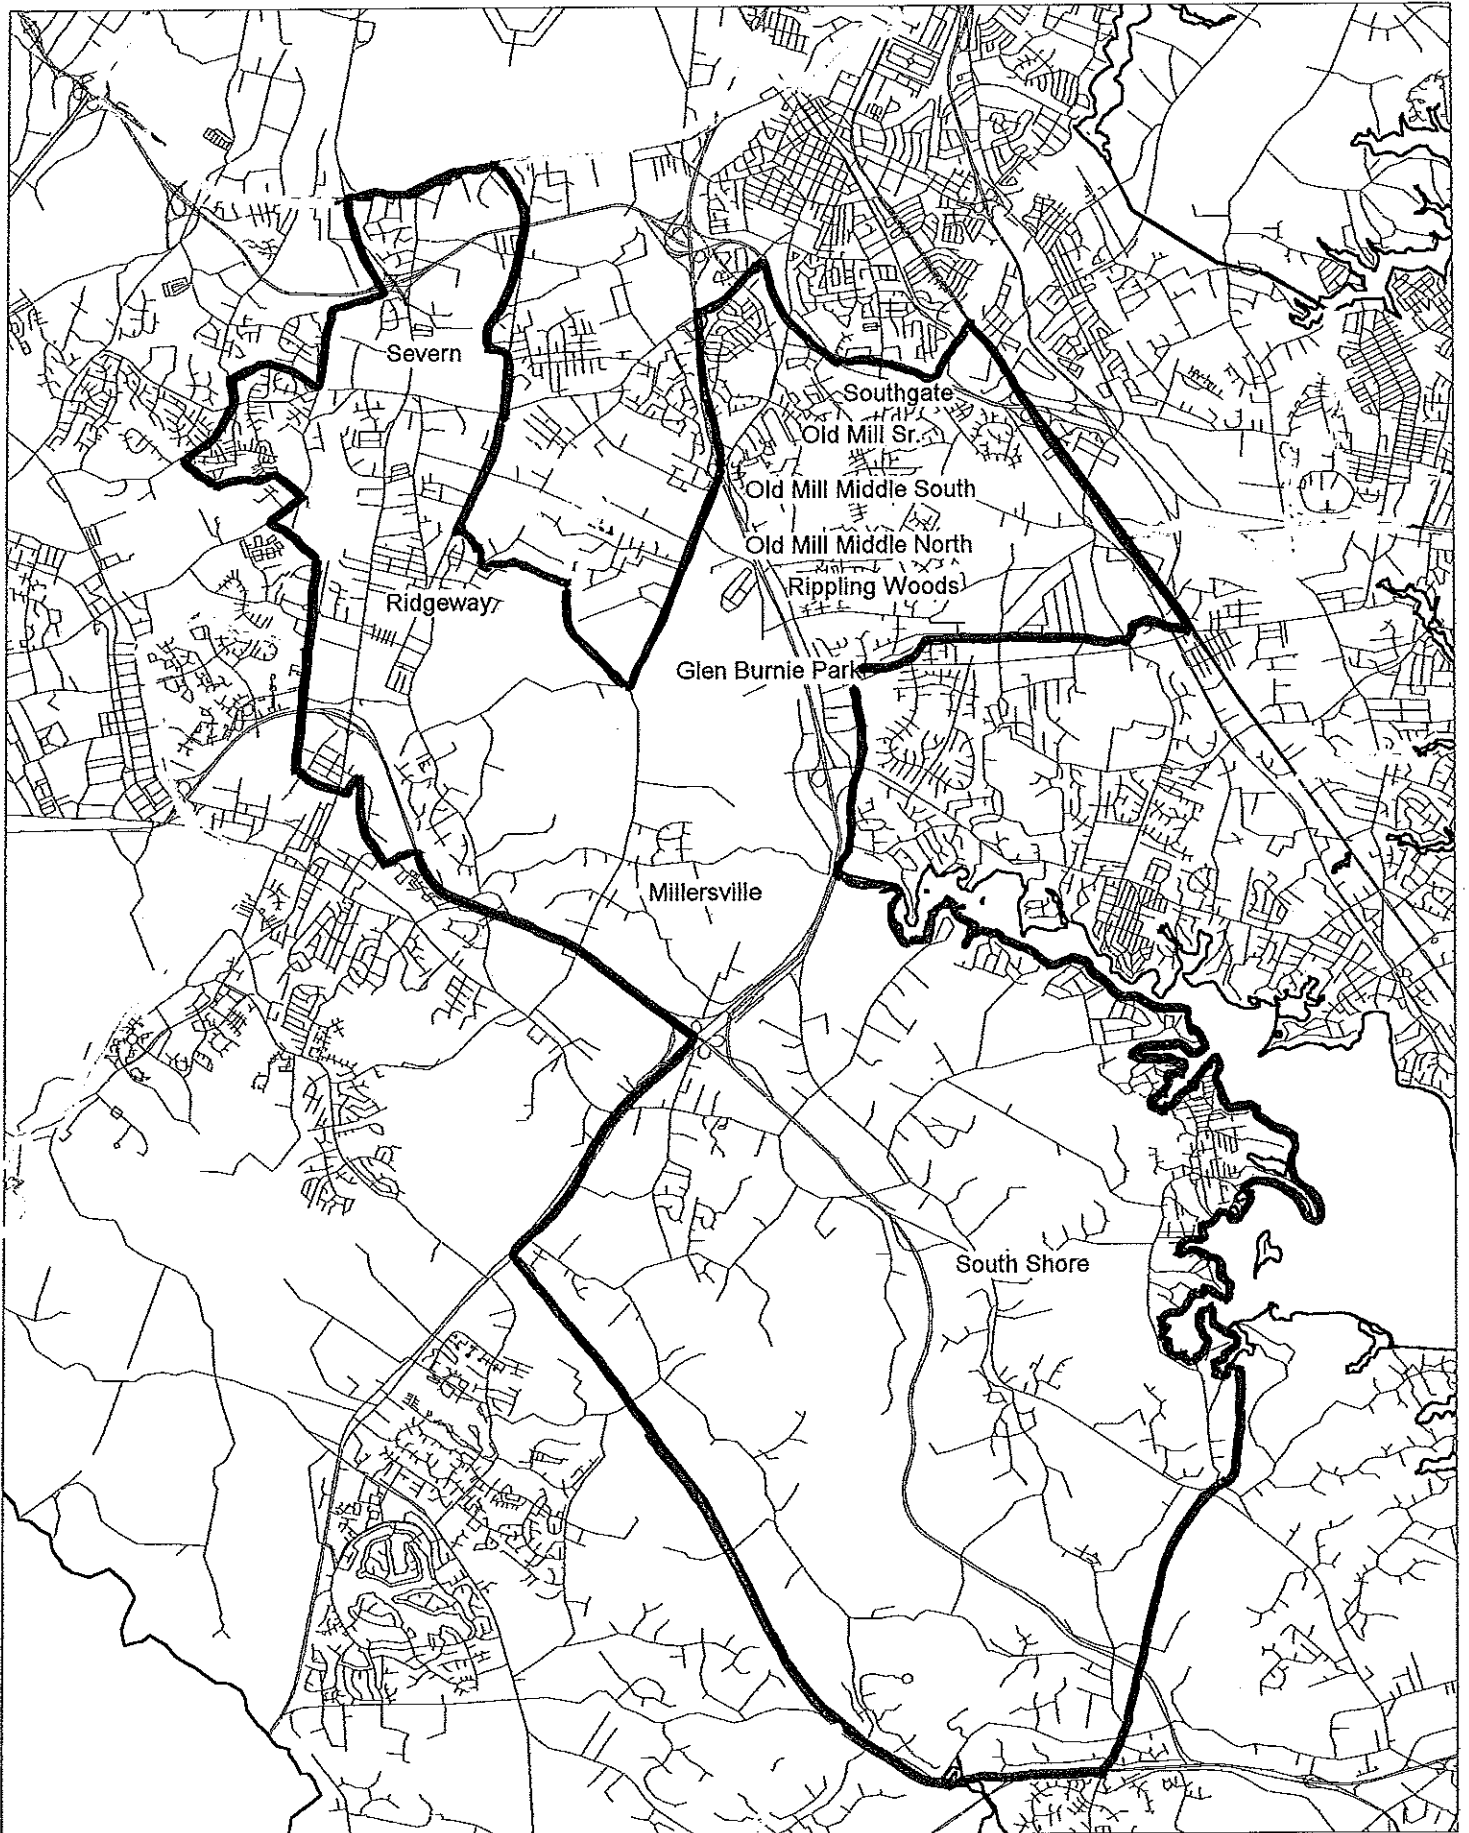 Severn
Southgate
Old Mill Sr.
Old Mill Middle South
Old Mill Middle North
Rippling Woods
Ridgeway
Glen Burnie Park
Millersville
South Shore